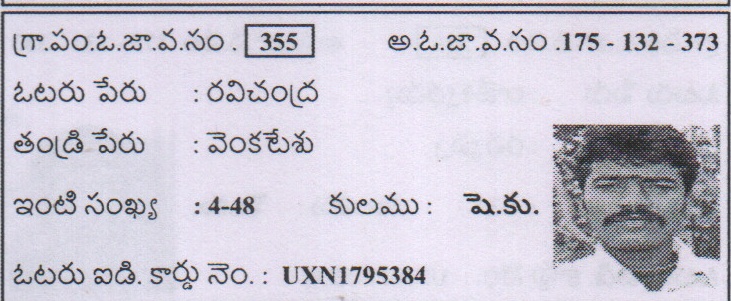 గ్రా.పం.ఓ.జా.వ.సం. 355 అ.ఓ.జా.వ.సం :175 - 132 - 373
ఓటరు పేరు : రవిచంద్ర
తండ్రి.పేరు : వెంకటేశు
ఇంటి సంఖ్య : 4-48 కులము : షె.కు.
ఓటరు ఐడి. కార్డు నెం. : UXN1795384